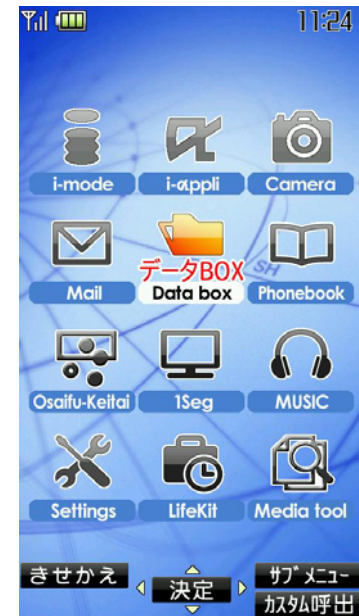 11:24
i-mode
i-αppli
Camera
データBOX
SH
Mail
Data box
Phonebook
Osaifu-Keitai
1Seg
MUSIC
Settings
LifeKit
Media tool
きせかえ
決定
サブメニュー
カスタム呼出